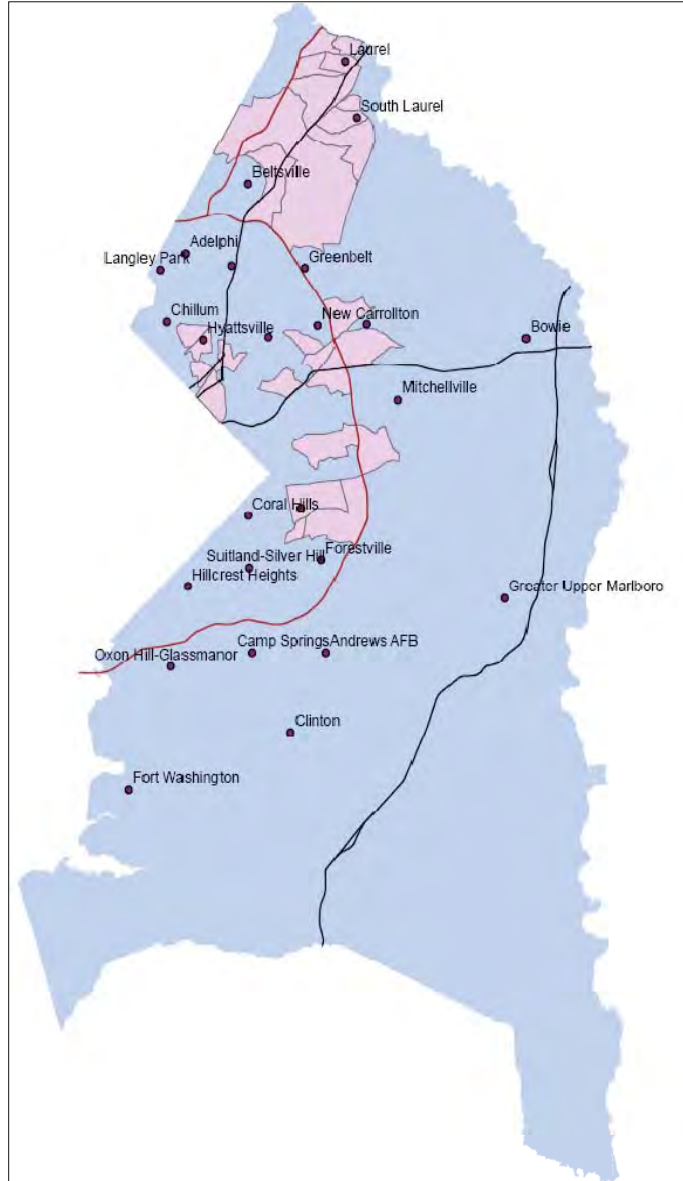 Laurel
South Laurel
Beltsville
Adelphi
Langley Park
Greenbelt
Chillum
New Carrollton
Hyattsville
Bowie
Mitchellville
Coral Hills
Forestville
Suitland-Silver Hill
Hillcrest Heights
Greater Upper Marlboro
Camp Springs
Andrews AFB
Oxon Hill-Glassmanor
Clinton
Fort Washington